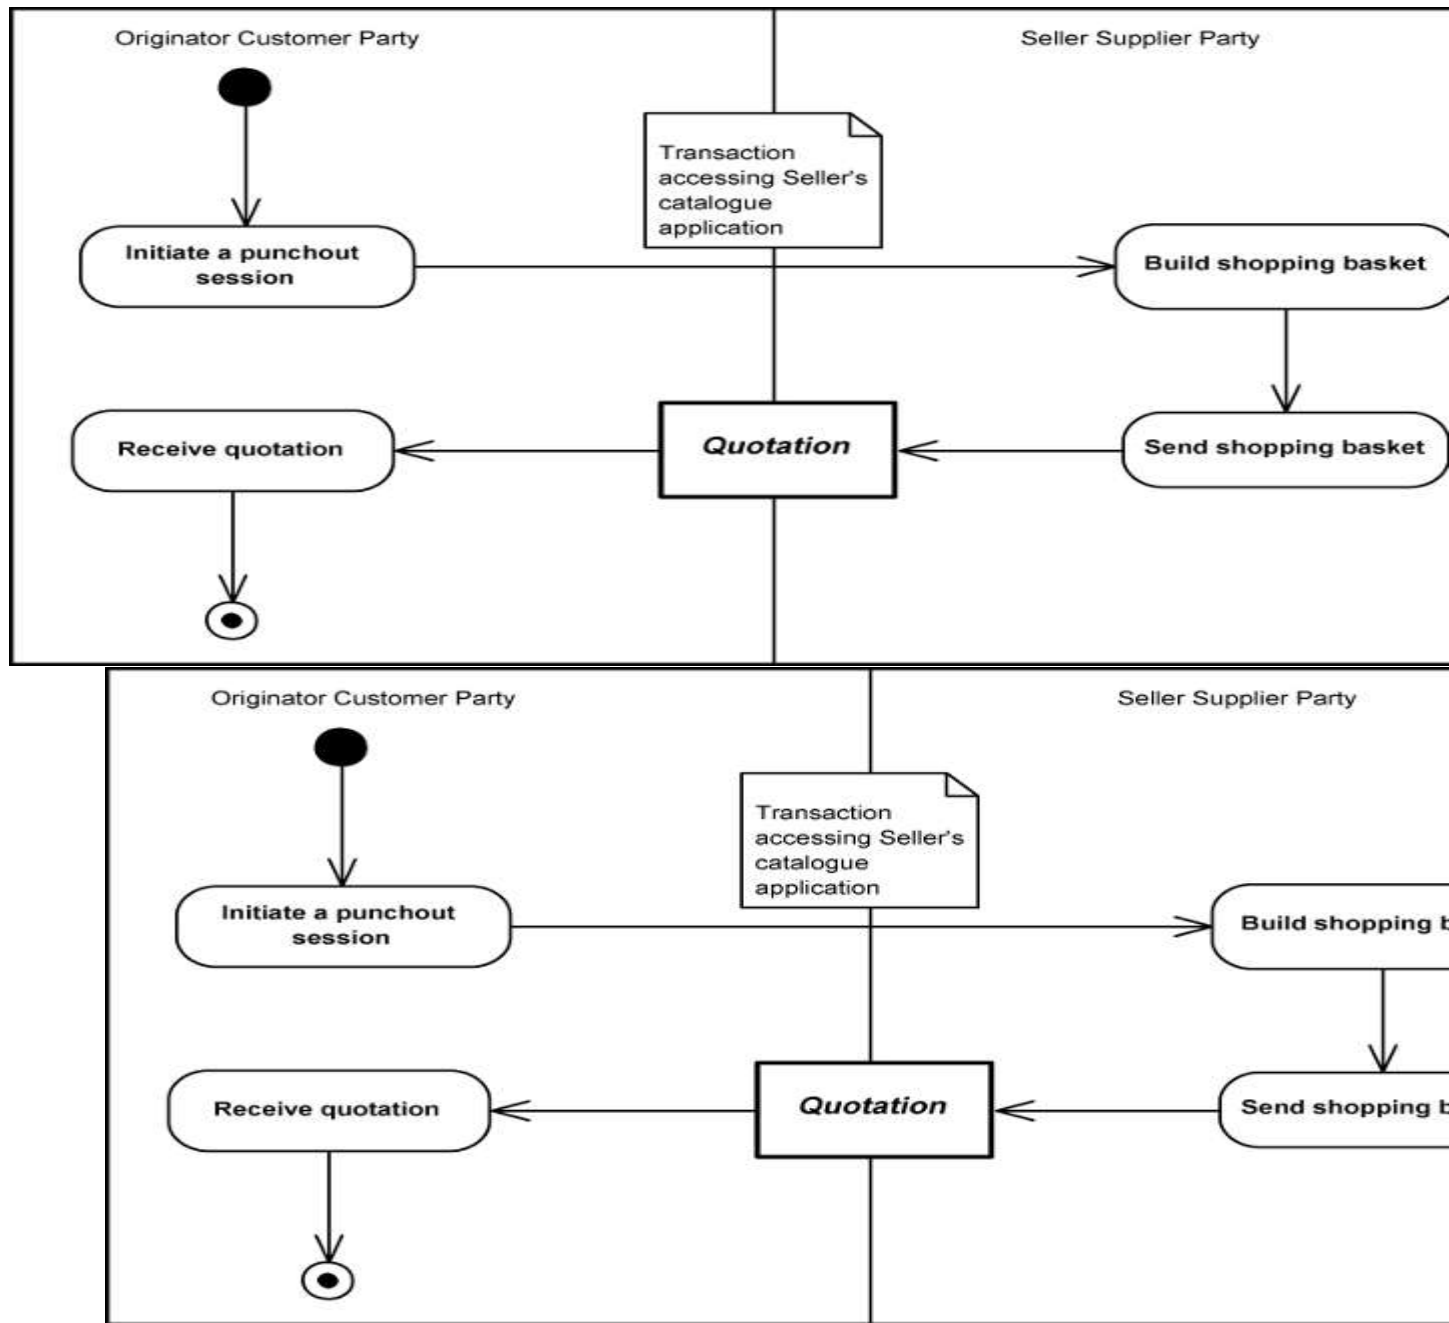 Originator Customer Party
Seller Supplier Party
Transaction
accessing Seller's
catalogue
application
Initiate a punchout
session
Build shopping basket
Receive quotation
Quotation
Send shopping basket
Originator Customer Party
Seller Supplier Party
Transaction
accessing Seller's
catalogue
application
Initiate a punchout
session
Build shopping b
Receive quotation
Quotation
Send shopping b